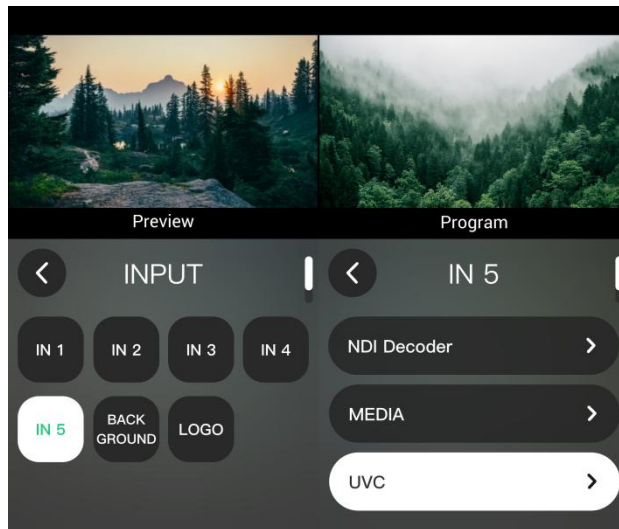 Preview
Program
INPUT
IN 1
IN 2
IN 3
IN 4
IN 5
BACK
GROUND
LOGO
IN 5
NDI Decoder
MEDIA
UVC